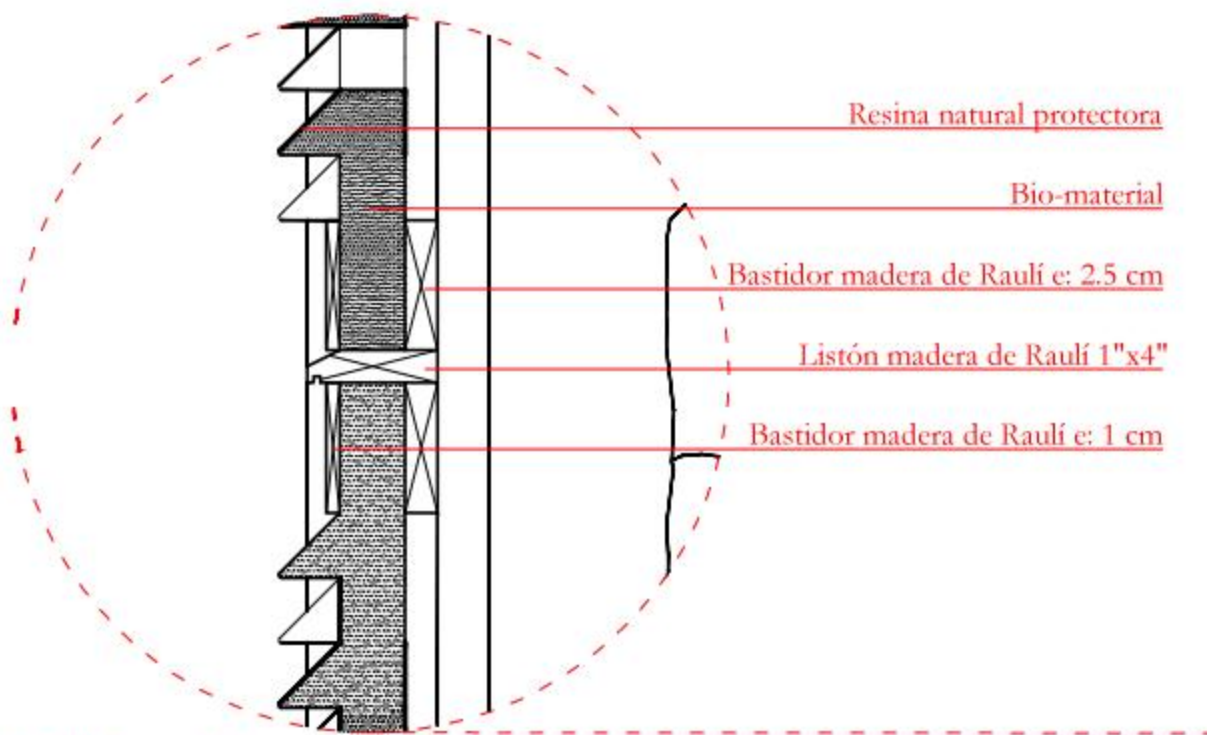 Resina natural protectora
Bio-material
Bastidor madera de Raulí e: 2.5 cm
Listón madera de Raulí 1"x4"
Bastidor madera de Raulí e: 1 cm